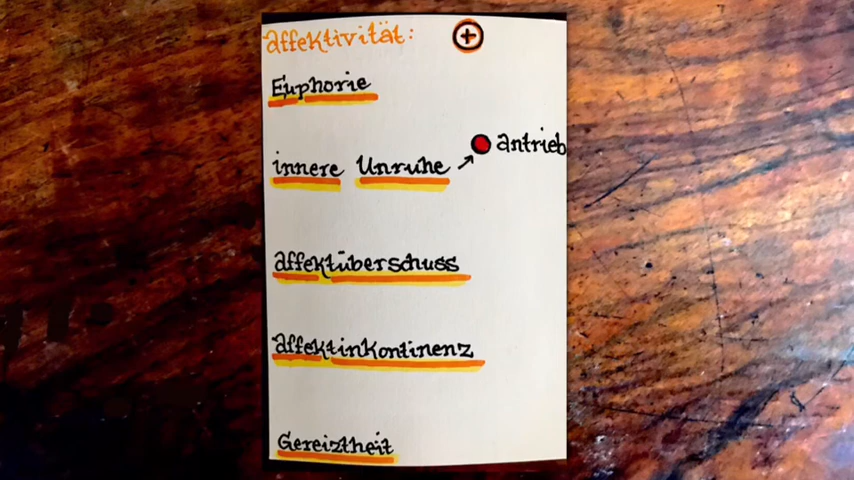 affektivität: +
Euphorie
antrieb
innere Unruhe
affektüberschuss
affektinkontinenz
Gereiztheit